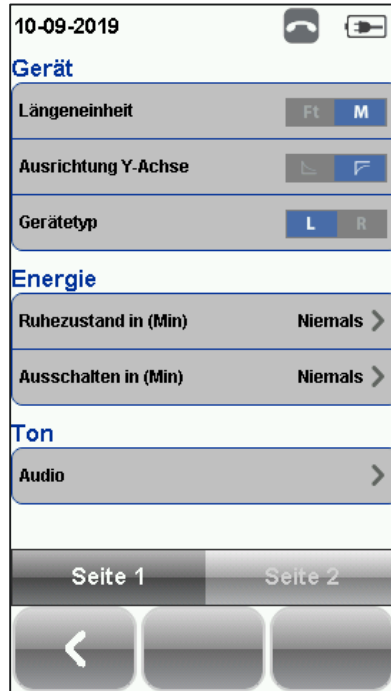 10-09-2019
Gerät
Längeneinheit Ft M
Ausrichtung Y-Achse
Gerätetyp L R
Energie
Ruhezustand in (Min) Niemals
Ausschalten in (Min) Niemals
Ton
Audio
Seite 1 Seite 2